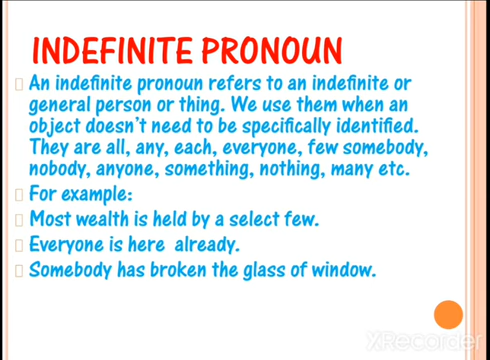 INDEFINITE PRONOUN
An indefinite pronoun refers to an indefinite or
general person or thing. We use them when an
object doesn't need to be specifically identified.
They are all, any, each, everyone, few somebody,
nobody, anyone, something, nothing, many etc.
For example:
Most wealth is held by a select few.
Everyone is here already.
Somebody has broken the glass of window.
XRecorder